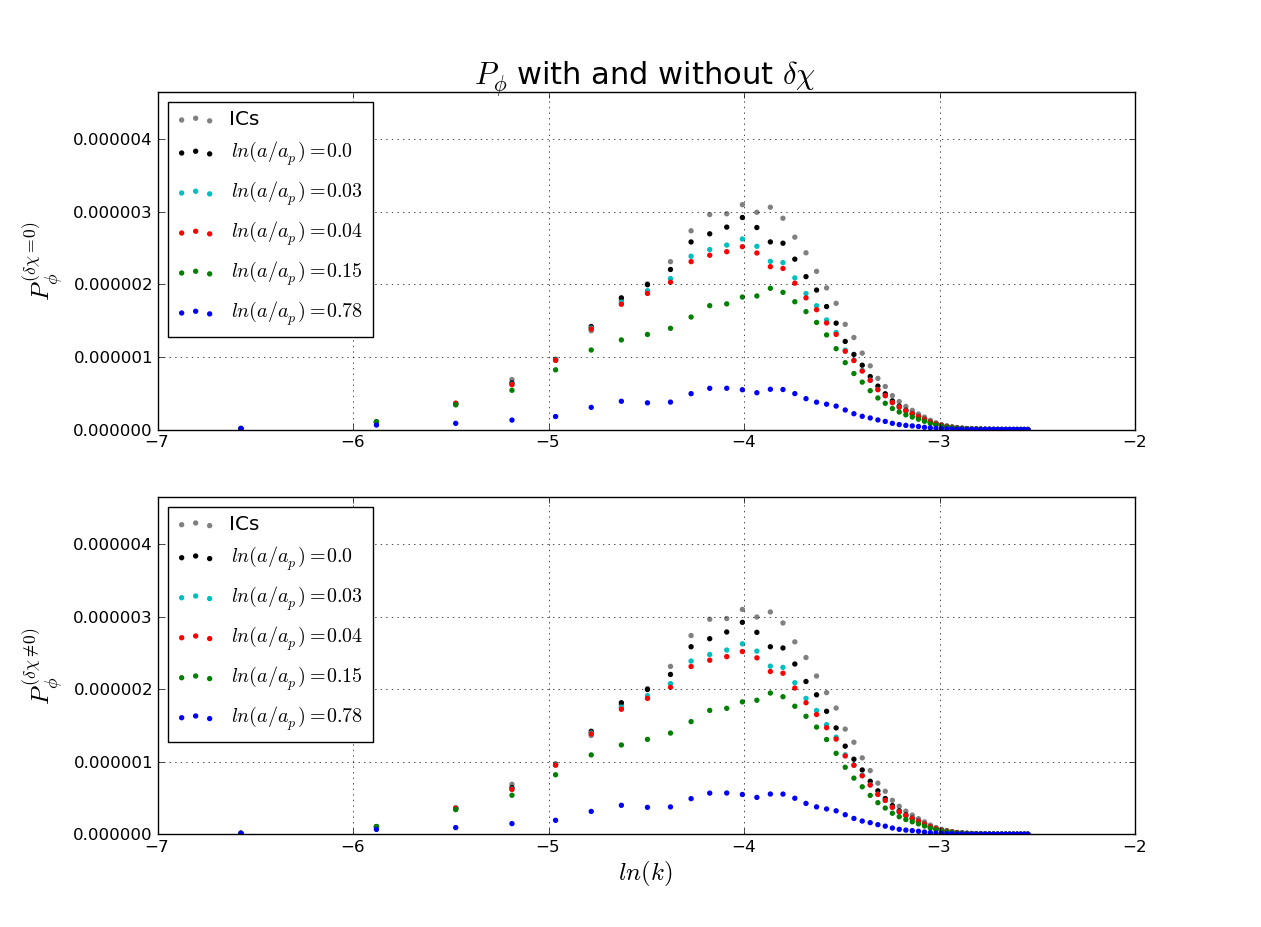 P_ϕ with and without δχ
0.000004
0.000003
0.000002
0.000001
0.000000
P_ϕ^(δχ=0)
ICs
ln(a/a_p)=0.0
ln(a/a_p)=0.03
ln(a/a_p)=0.04
ln(a/a_p)=0.15
ln(a/a_p)=0.78
−7 −6 −5 −4 −3 −2
0.000004
0.000003
0.000002
0.000001
0.000000
P_ϕ^(δχ≠0)
ICs
ln(a/a_p)=0.0
ln(a/a_p)=0.03
ln(a/a_p)=0.04
ln(a/a_p)=0.15
ln(a/a_p)=0.78
−7 −6 −5 −4 −3 −2
ln(k)